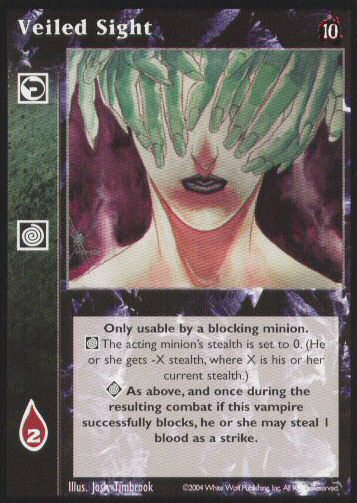 Veiled Sight
10
Only usable by a blocking minion.
The acting minion's stealth is set to 0. (He
or she gets -X stealth, where X is his or her
current stealth.)
As above, and once during the
resulting combat if this vampire
successfully blocks, he or she may steal 1
blood as a strike.
2
Illus. Josh Timbrook
©2004 White Wolf Publishing, Inc. All Rights Reserved.